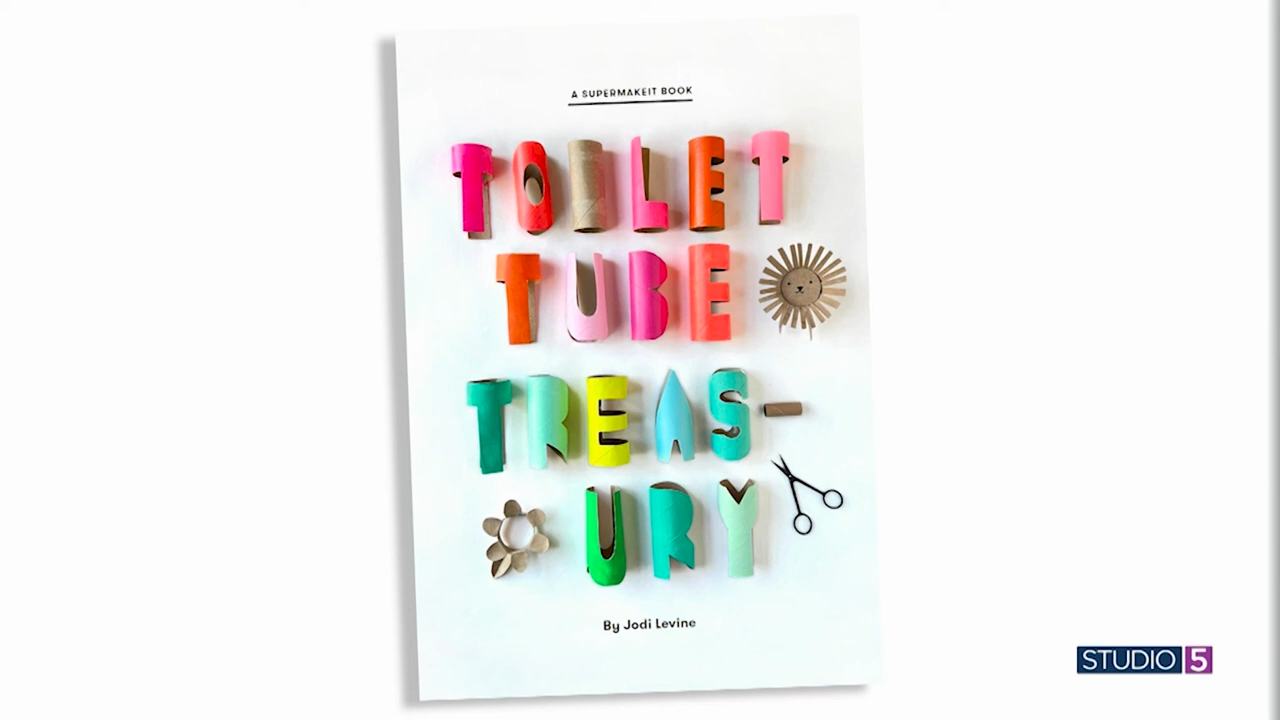 A SUPERMAKEIT BOOK
TOILET
TUBE
TREAS-
URY
By Jodi Levine
STUDIO 5